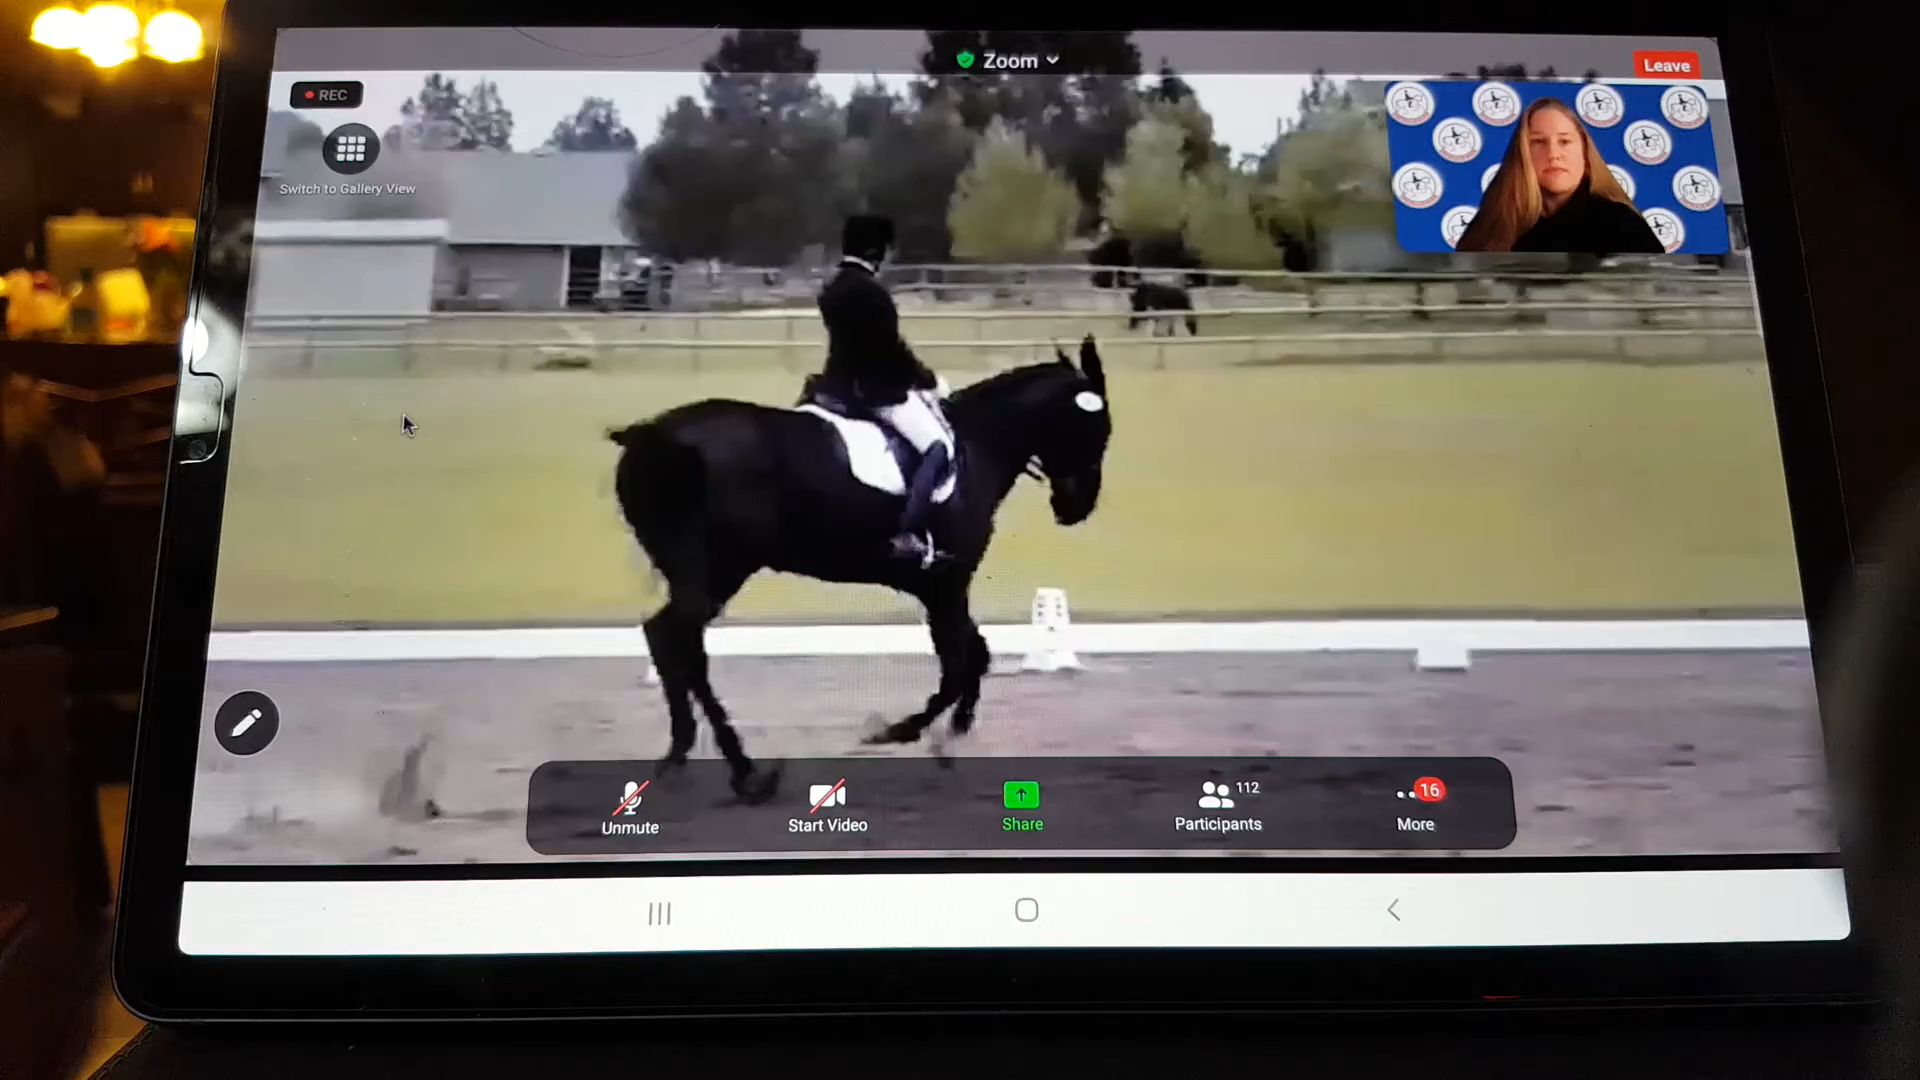 Zoom
Leave
REC
Switch to Gallery View
Unmute
Start Video
Share
112
Participants
16
More